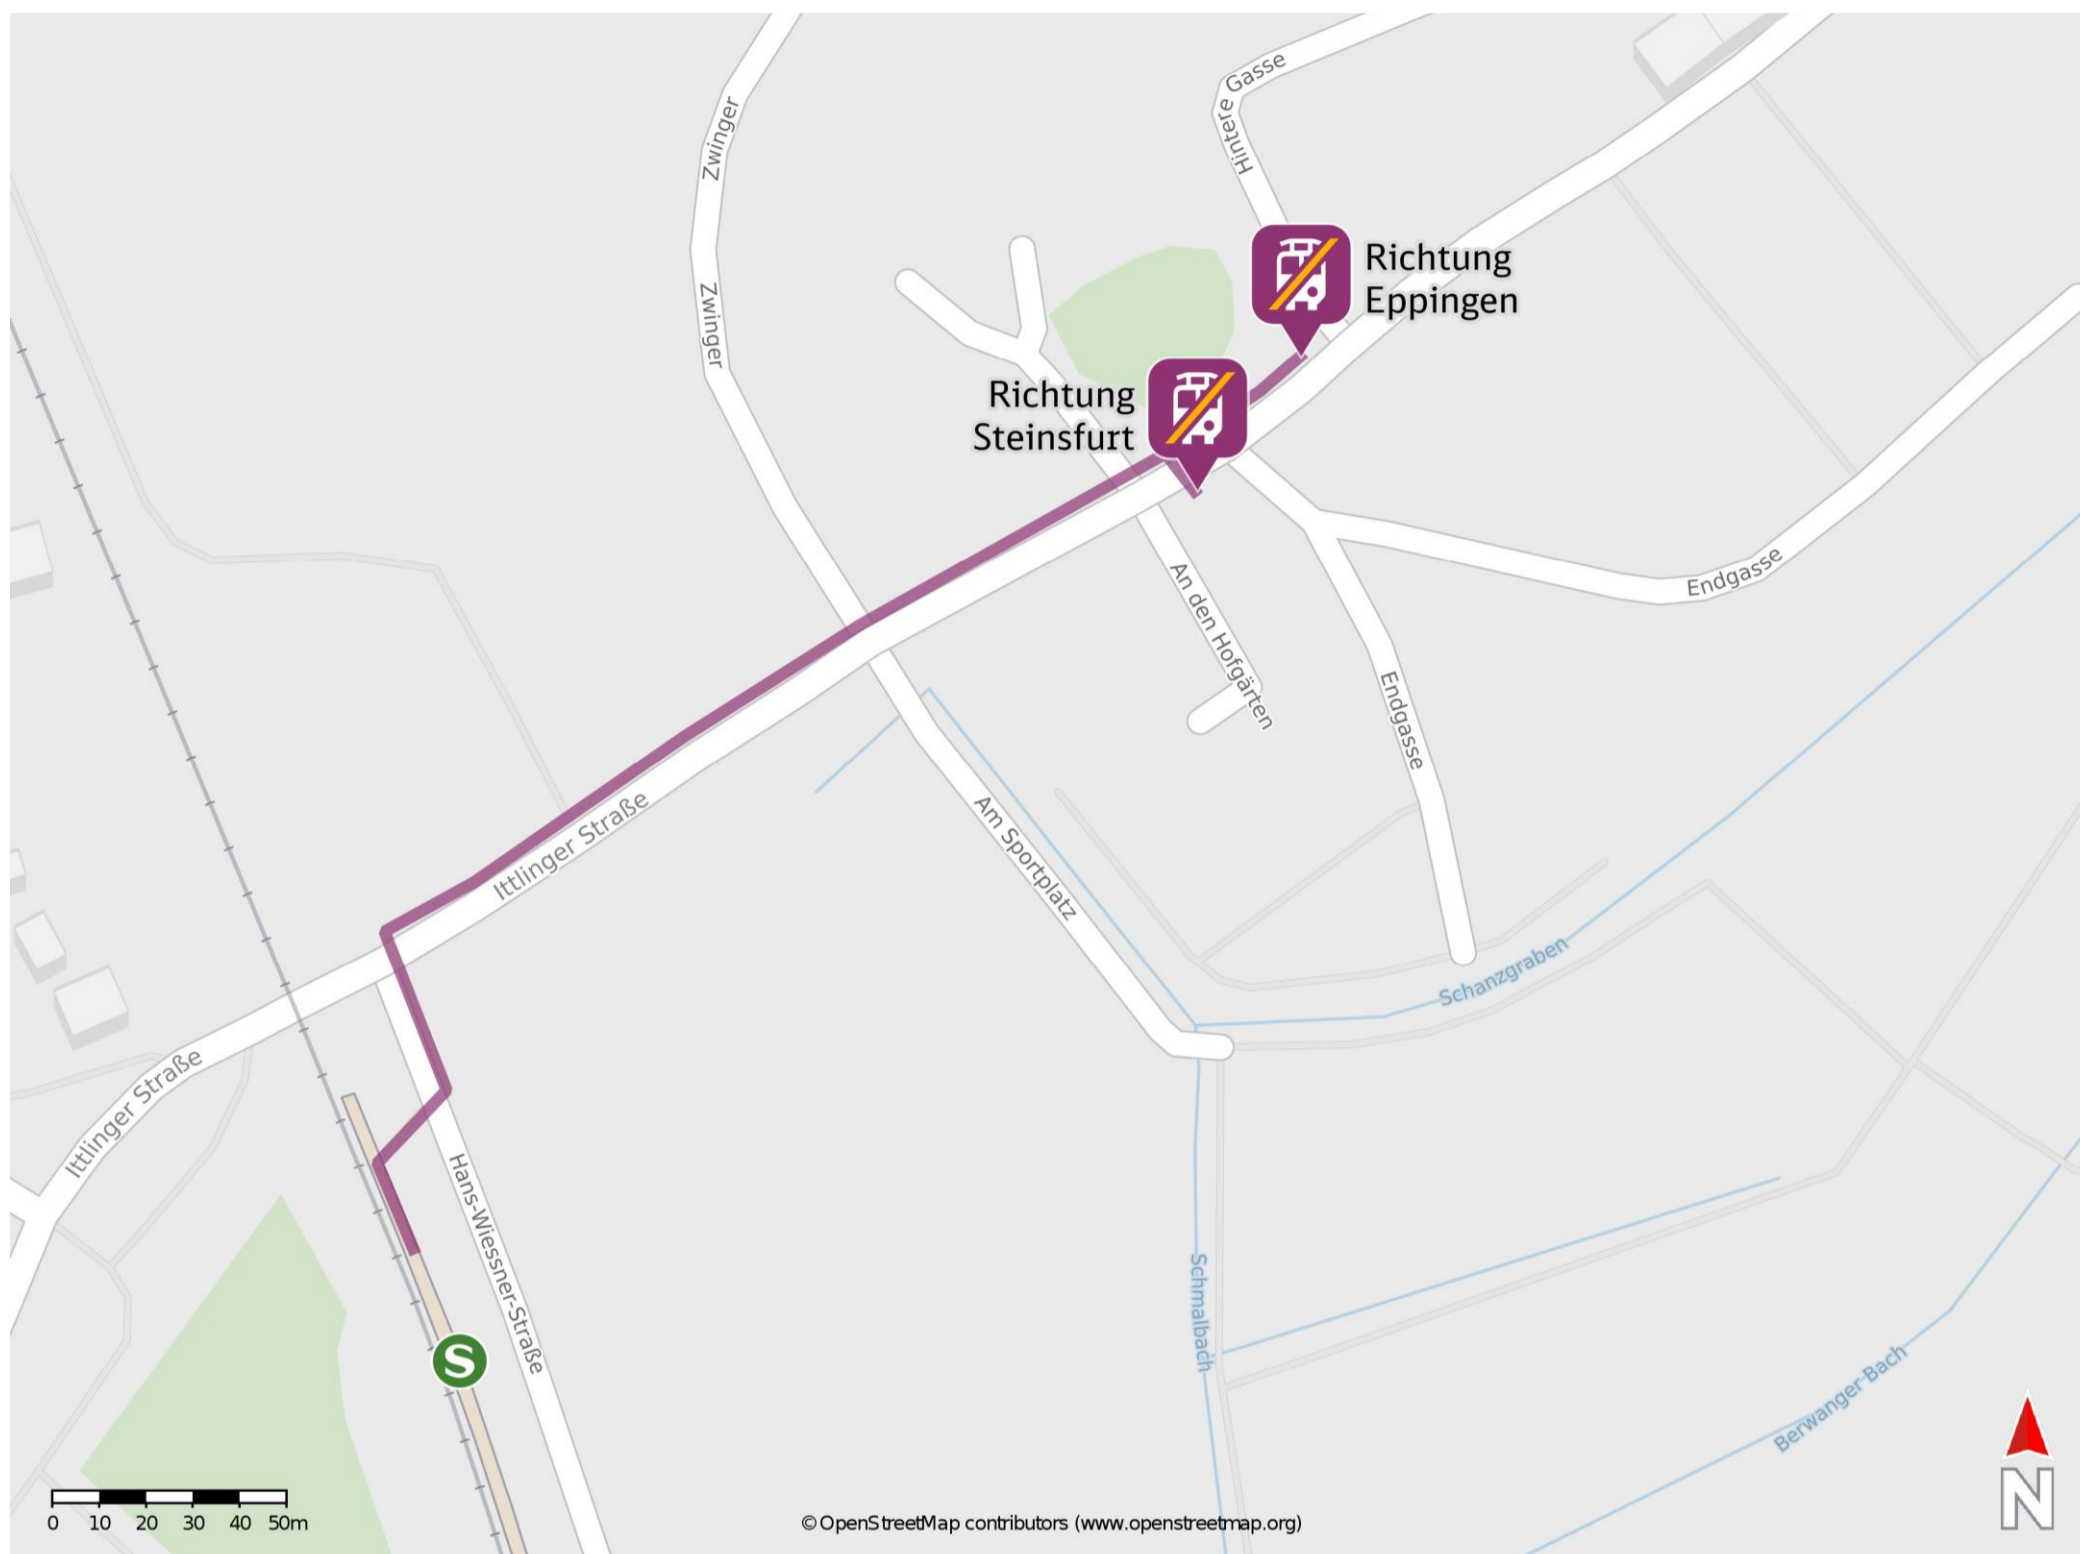 Zwinger
Hintere Gasse
Zwinger
Richtung
Eppingen
Richtung
Steinsfurt
An den Hofgärten
Endgasse
Endgasse
Ittlinger Straße
Am Sportplatz
Schanzgraben
Ittlinger Straße
Hans-Wiessner-Straße
Schmalbach
S
Berwanger-Bach
N
0 10 20 30 40 50m
© OpenStreetMap contributors (www.openstreetmap.org)